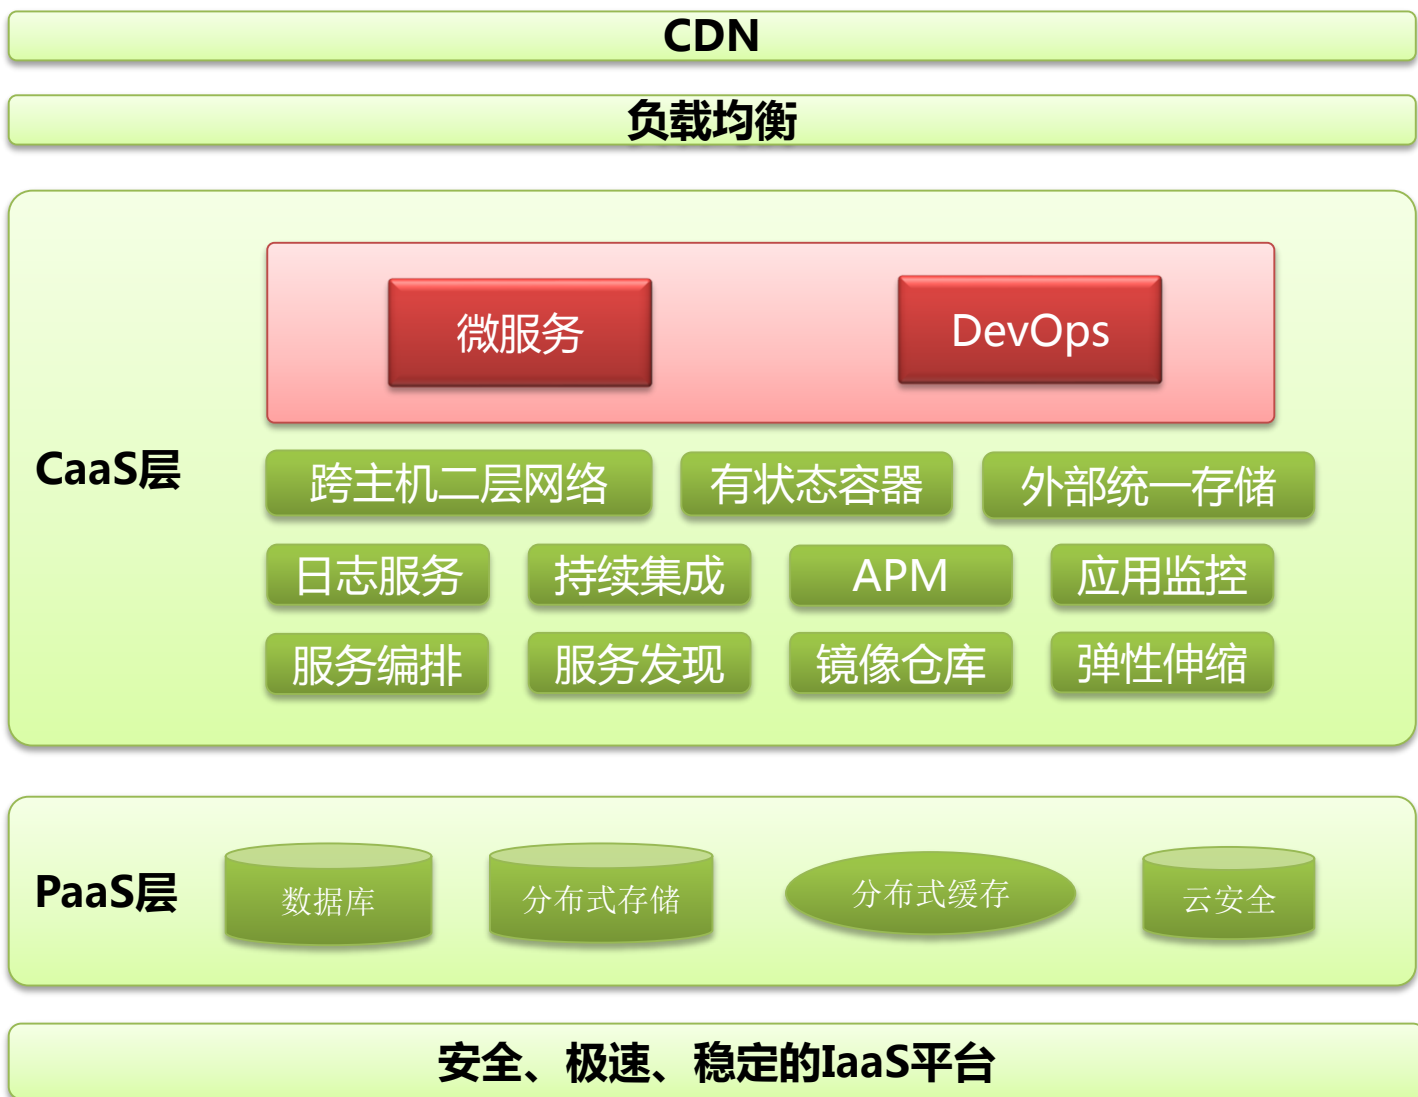 CDN
负载均衡
微服务
DevOps
CaaS层
跨主机二层网络
有状态容器
外部统一存储
日志服务
持续集成
APM
应用监控
服务编排
服务发现
镜像仓库
弹性伸缩
PaaS层
数据库
分布式存储
分布式缓存
云安全
安全、极速、稳定的IaaS平台